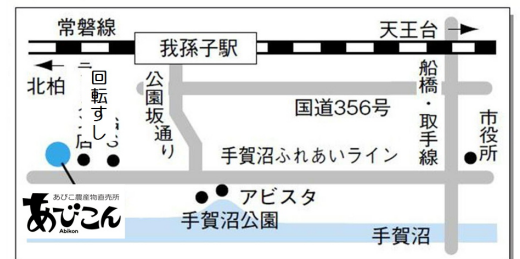 常磐線
天王台
我孫子駅
北柏
回転すし
公園坂通り
国道356号
船橋・取手線
市役所
手賀沼ふれあいライン
アビスタ
手賀沼公園
手賀沼
あびこ農産物直売所
あびこん
Abikon